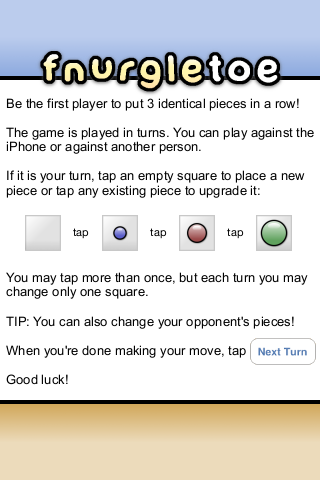 fnurgletoe
Be the first player to put 3 identical pieces in a row!
The game is played in turns. You can play against the
iPhone or against another person.
If it is your turn, tap an empty square to place a new
piece or tap any existing piece to upgrade it:
tap tap tap
You may tap more than once, but each turn you may
change only one square.
TIP: You can also change your opponent's pieces!
When you're done making your move, tap Next Turn
Good luck!